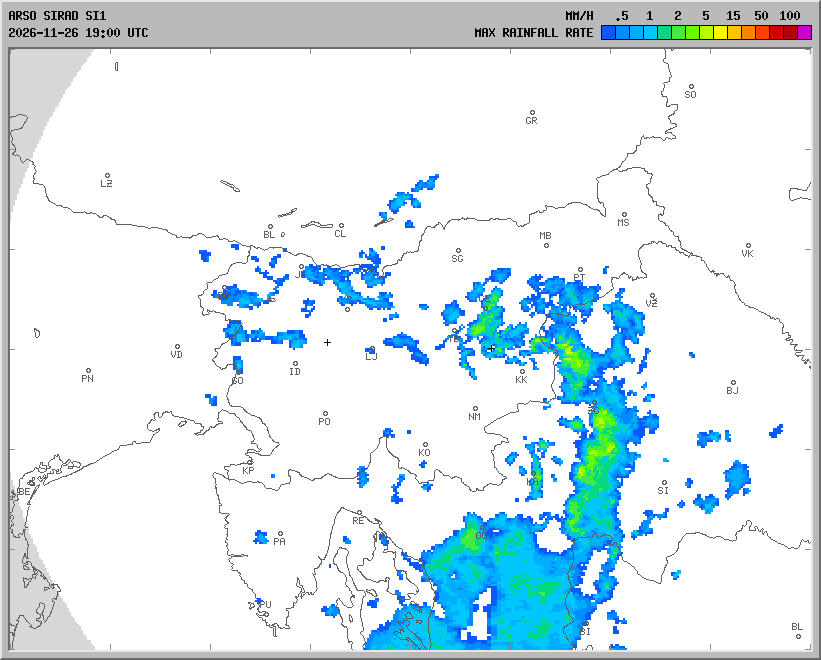 ARSO SIRAD SI1
2026-11-26 19:00 UTC
MM/H .5 1 2 5 15 50 100
MAX RAINFALL RATE
SO
GR
LZ
MS
BL
CL
MB
VK
SG
PT
VZ
LJ
VD
ID
PN
GO
KK
BJ
NM
PO
KO
KP
SI
BE
RE
PA
OG
PU
BL
BI